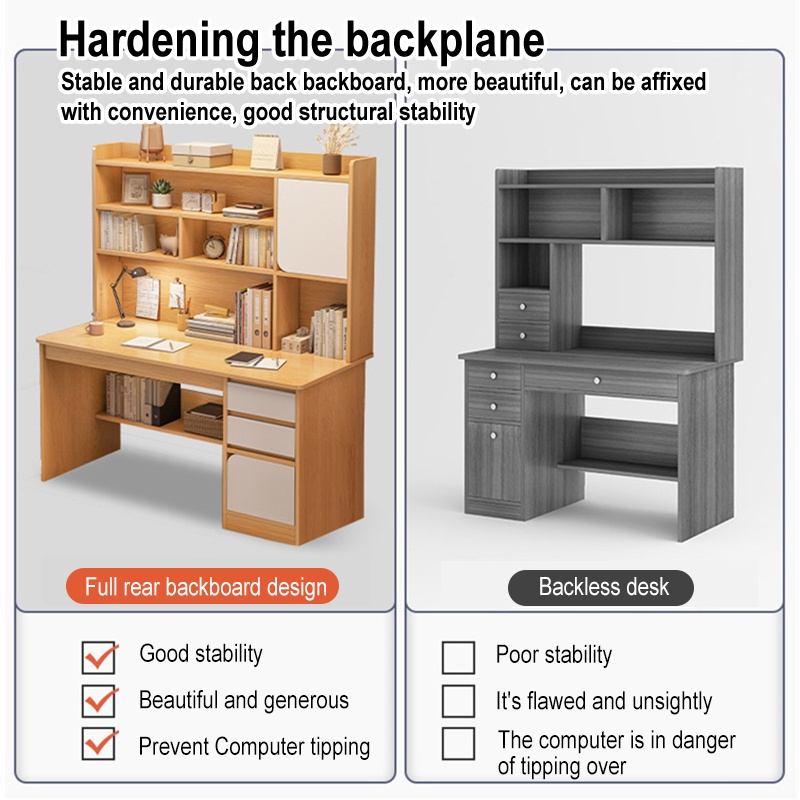 Hardening the backplane
Stable and durable back backboard, more beautiful, can be affixed
with convenience, good structural stability
Full rear backboard design
Backless desk
Good stability
Beautiful and generous
Prevent Computer tipping
Poor stability
It's flawed and unsightly
The computer is in danger
of tipping over